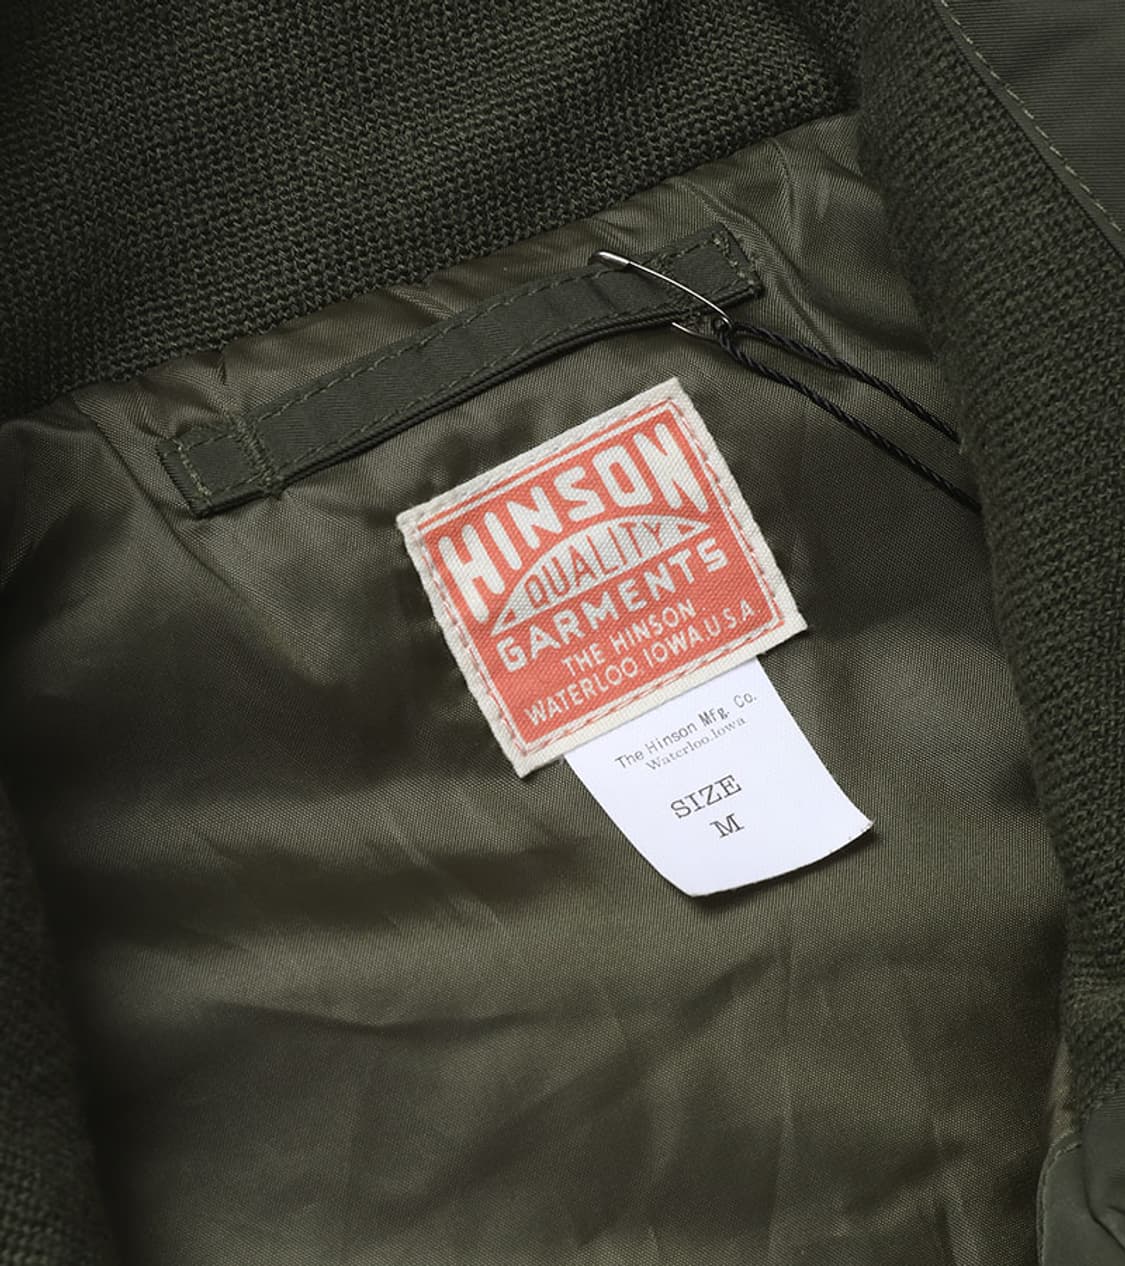 HINSON
QUALITY
GARMENTS
THE HINSON
WATERLOO IOWA U S A
The Hinson Mfg. Co.
Waterloo.Iowa
SIZE
M